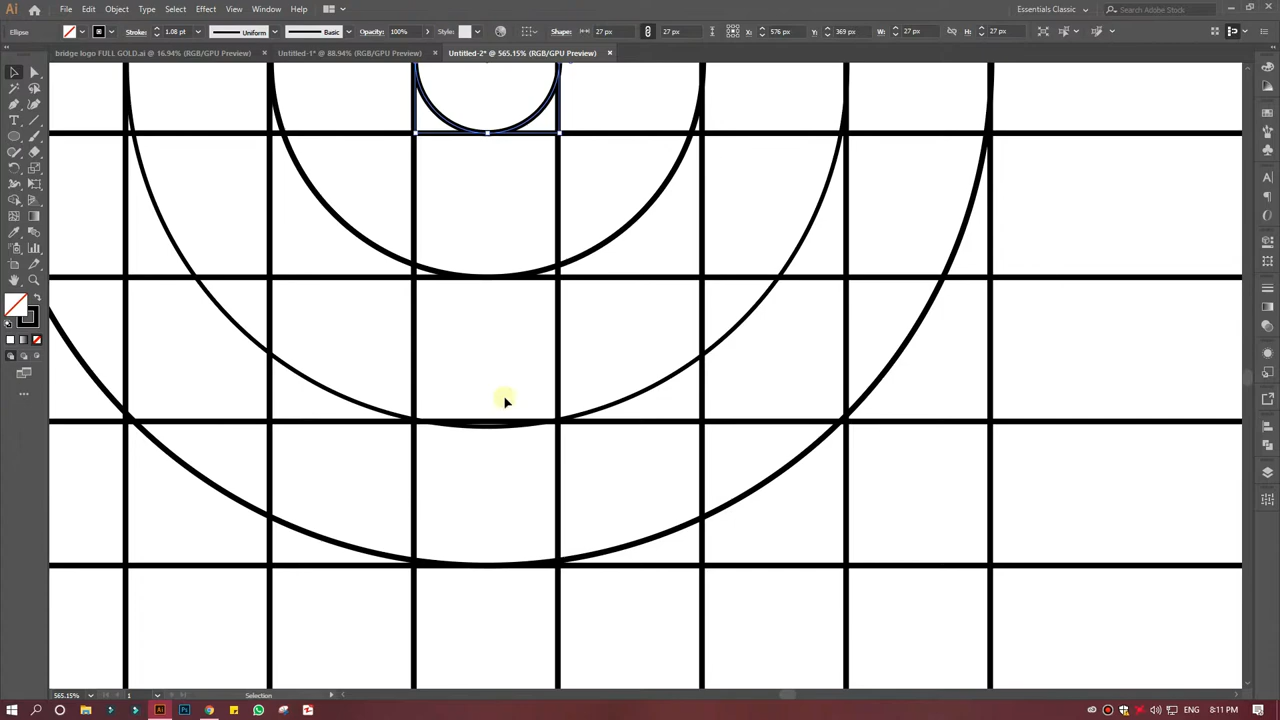 Ai File Edit Object Type Select Effect View Window Help Essentials Classic Search Adobe Stock
Ellipse Stroke: 1.08 pt Uniform Basic Opacity: 100% Style: Shape: 27 px 27 px X: 576 px Y: 369 px W: 27 px H: 27 px
bridge logo FULL GOLD.ai @ 16.94% (RGB/GPU Preview) × Untitled-1* @ 88.94% (RGB/GPU Preview) × Untitled-2* @ 565.15% (RGB/GPU Preview) ×
565.15% 1 Selection
Ai Ps ENG 8:11 PM